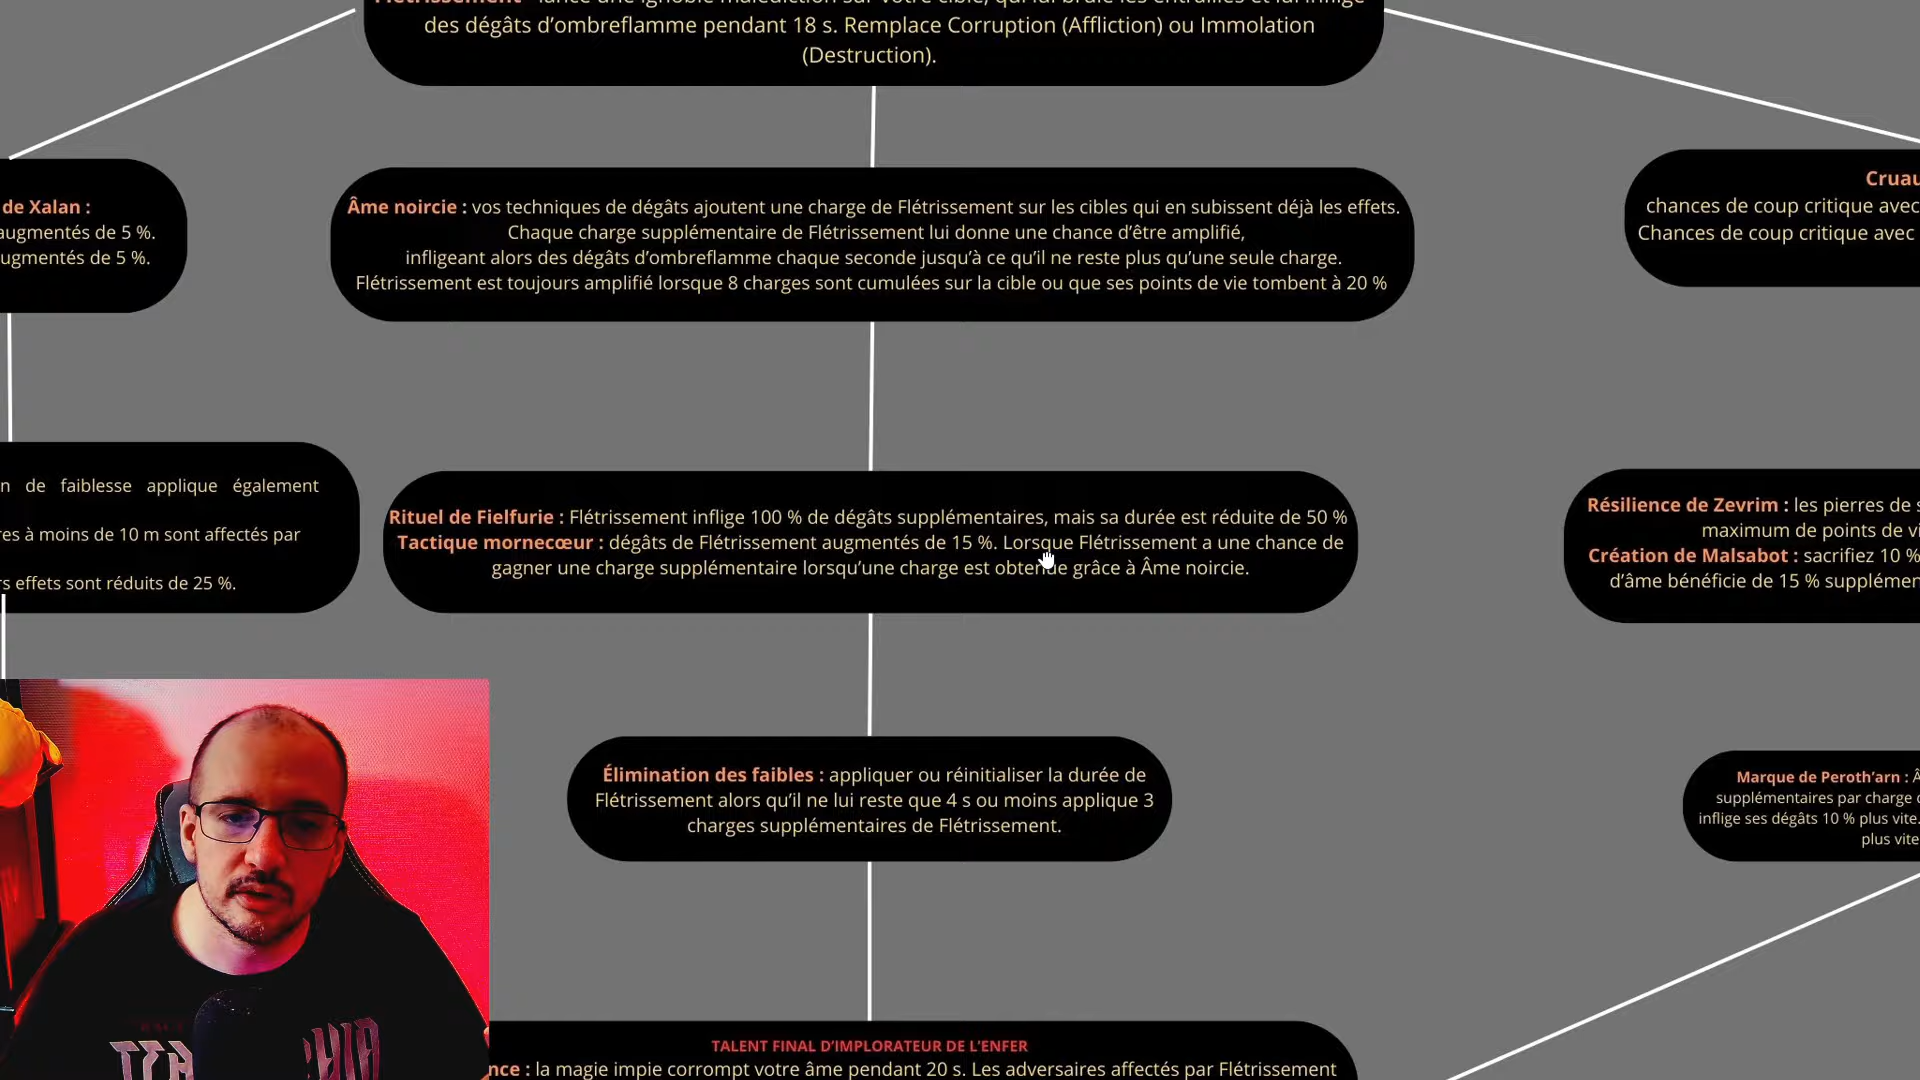 des dégâts d'ombreflamme pendant 18 s. Remplace Corruption (Affliction) ou Immolation
(Destruction).
de Xalan :
augmentés de 5 %.
ugmentés de 5 %.
Âme noircie : vos techniques de dégâts ajoutent une charge de Flétrissement sur les cibles qui en subissent déjà les effets.
Chaque charge supplémentaire de Flétrissement lui donne une chance d'être amplifié,
infligeant alors des dégâts d'ombreflamme chaque seconde jusqu'à ce qu'il ne reste plus qu'une seule charge.
Flétrissement est toujours amplifié lorsque 8 charges sont cumulées sur la cible ou que ses points de vie tombent à 20 %
Cruau
chances de coup critique avec
Chances de coup critique avec
n de faiblesse applique également
res à moins de 10 m sont affectés par
rs effets sont réduits de 25 %.
Rituel de Fielfurie : Flétrissement inflige 100 % de dégâts supplémentaires, mais sa durée est réduite de 50 %
Tactique mornecœur : dégâts de Flétrissement augmentés de 15 %. Lorsque Flétrissement a une chance de
gagner une charge supplémentaire lorsqu'une charge est obtenue grâce à Âme noircie.
Résilience de Zevrim : les pierres de s
maximum de points de vi
Création de Malsabot : sacrifiez 10 %
d'âme bénéficie de 15 % supplémen
Élimination des faibles : appliquer ou réinitialiser la durée de
Flétrissement alors qu'il ne lui reste que 4 s ou moins applique 3
charges supplémentaires de Flétrissement.
Marque de Peroth'arn :
supplémentaires par charge
inflige ses dégâts 10 % plus vite.
plus vite
TALENT FINAL D'IMPLORATEUR DE L'ENFER
nce : la magie impie corrompt votre âme pendant 20 s. Les adversaires affectés par Flétrissement